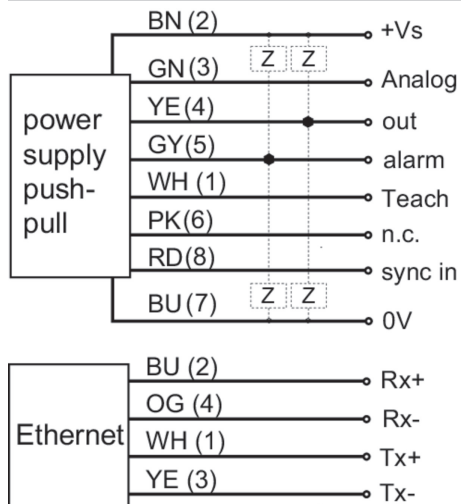 BN (2) +Vs
Z Z
GN (3) Analog
YE (4) out
GY (5) alarm
WH (1) Teach
PK (6) n.c.
RD (8) sync in
Z Z
BU (7) 0V
power
supply
push-
pull
BU (2) Rx+
OG (4) Rx-
WH (1) Tx+
YE (3) Tx-
Ethernet